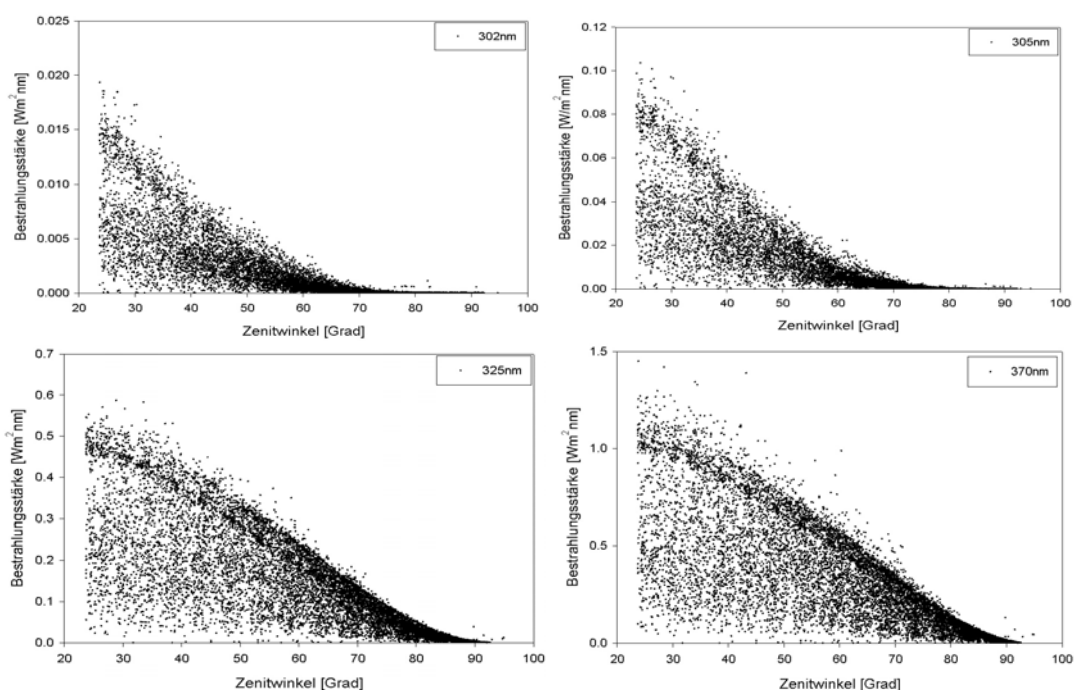 302nm
0.025
0.020
0.015
0.010
0.005
0.000
Bestrahlungsstärke [Wm² nm]
20 30 40 50 60 70 80 90 100
Zenitwinkel [Grad]
305nm
0.12
0.10
0.08
0.06
0.04
0.02
0.00
Bestrahlungsstärke [W/m² nm]
20 30 40 50 60 70 80 90 100
Zenitwinkel [Grad]
325nm
0.7
0.6
0.5
0.4
0.3
0.2
0.1
0.0
Bestrahlungsstärke [Wm² nm]
20 30 40 50 60 70 80 90 100
Zenitwinkel [Grad]
370nm
1.5
1.0
0.5
0.0
Bestrahlungsstärke [Wm² nm]
20 30 40 50 60 70 80 90 100
Zenitwinkel [Grad]